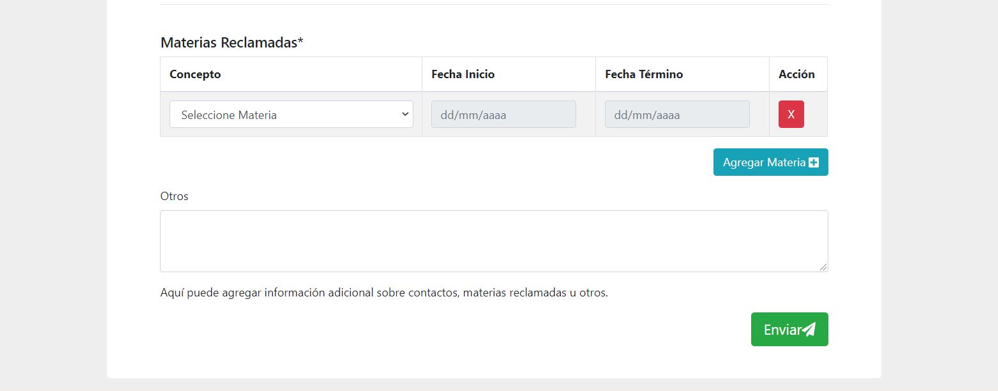 Materias Reclamadas*
Concepto Fecha Inicio Fecha Término Acción
Seleccione Materia dd/mm/aaaa dd/mm/aaaa X
Agregar Materia
Otros
Aquí puede agregar información adicional sobre contactos, materias reclamadas u otros.
Enviar